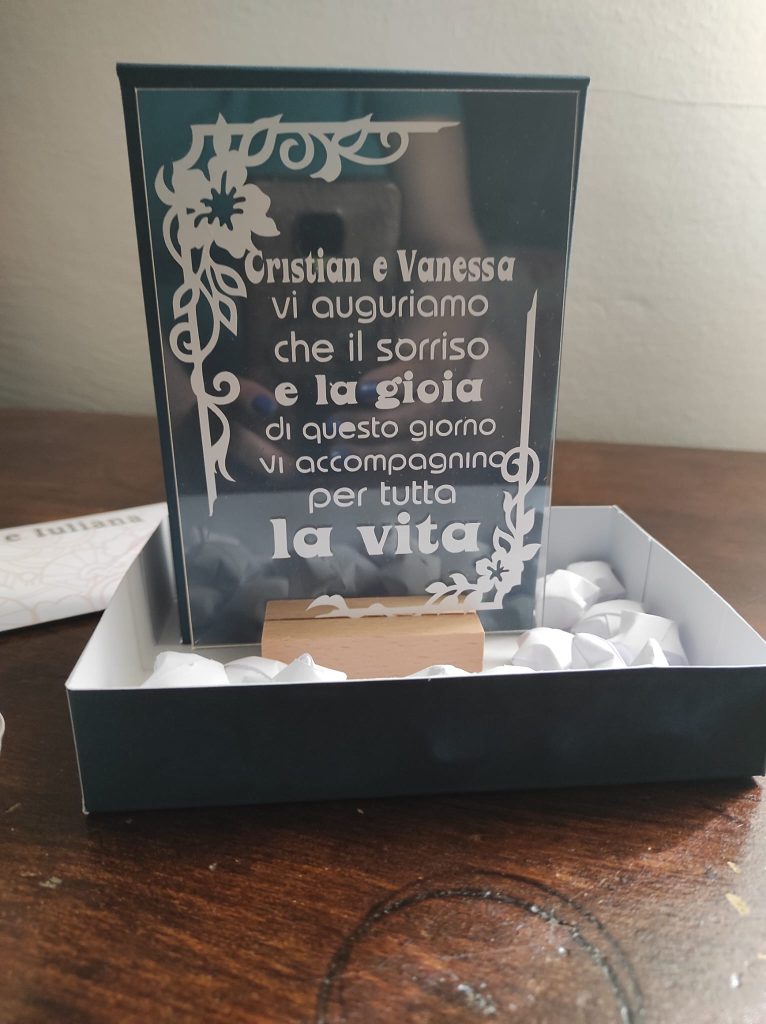 Cristian e Vanessa
vi auguriamo
che il sorriso
e la gioia
di questo giorno
vi accompagnino
per tutta
la vita
e Iuliana